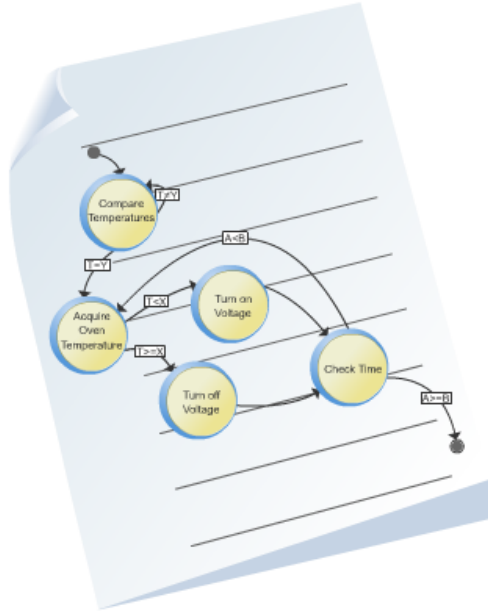 Compare
Temperatures
T≠Y
A<B
T=Y
T<X
Turn on
Voltage
Acquire
Oven
Temperature
T>=X
Check Time
Turn off
Voltage
A>=B